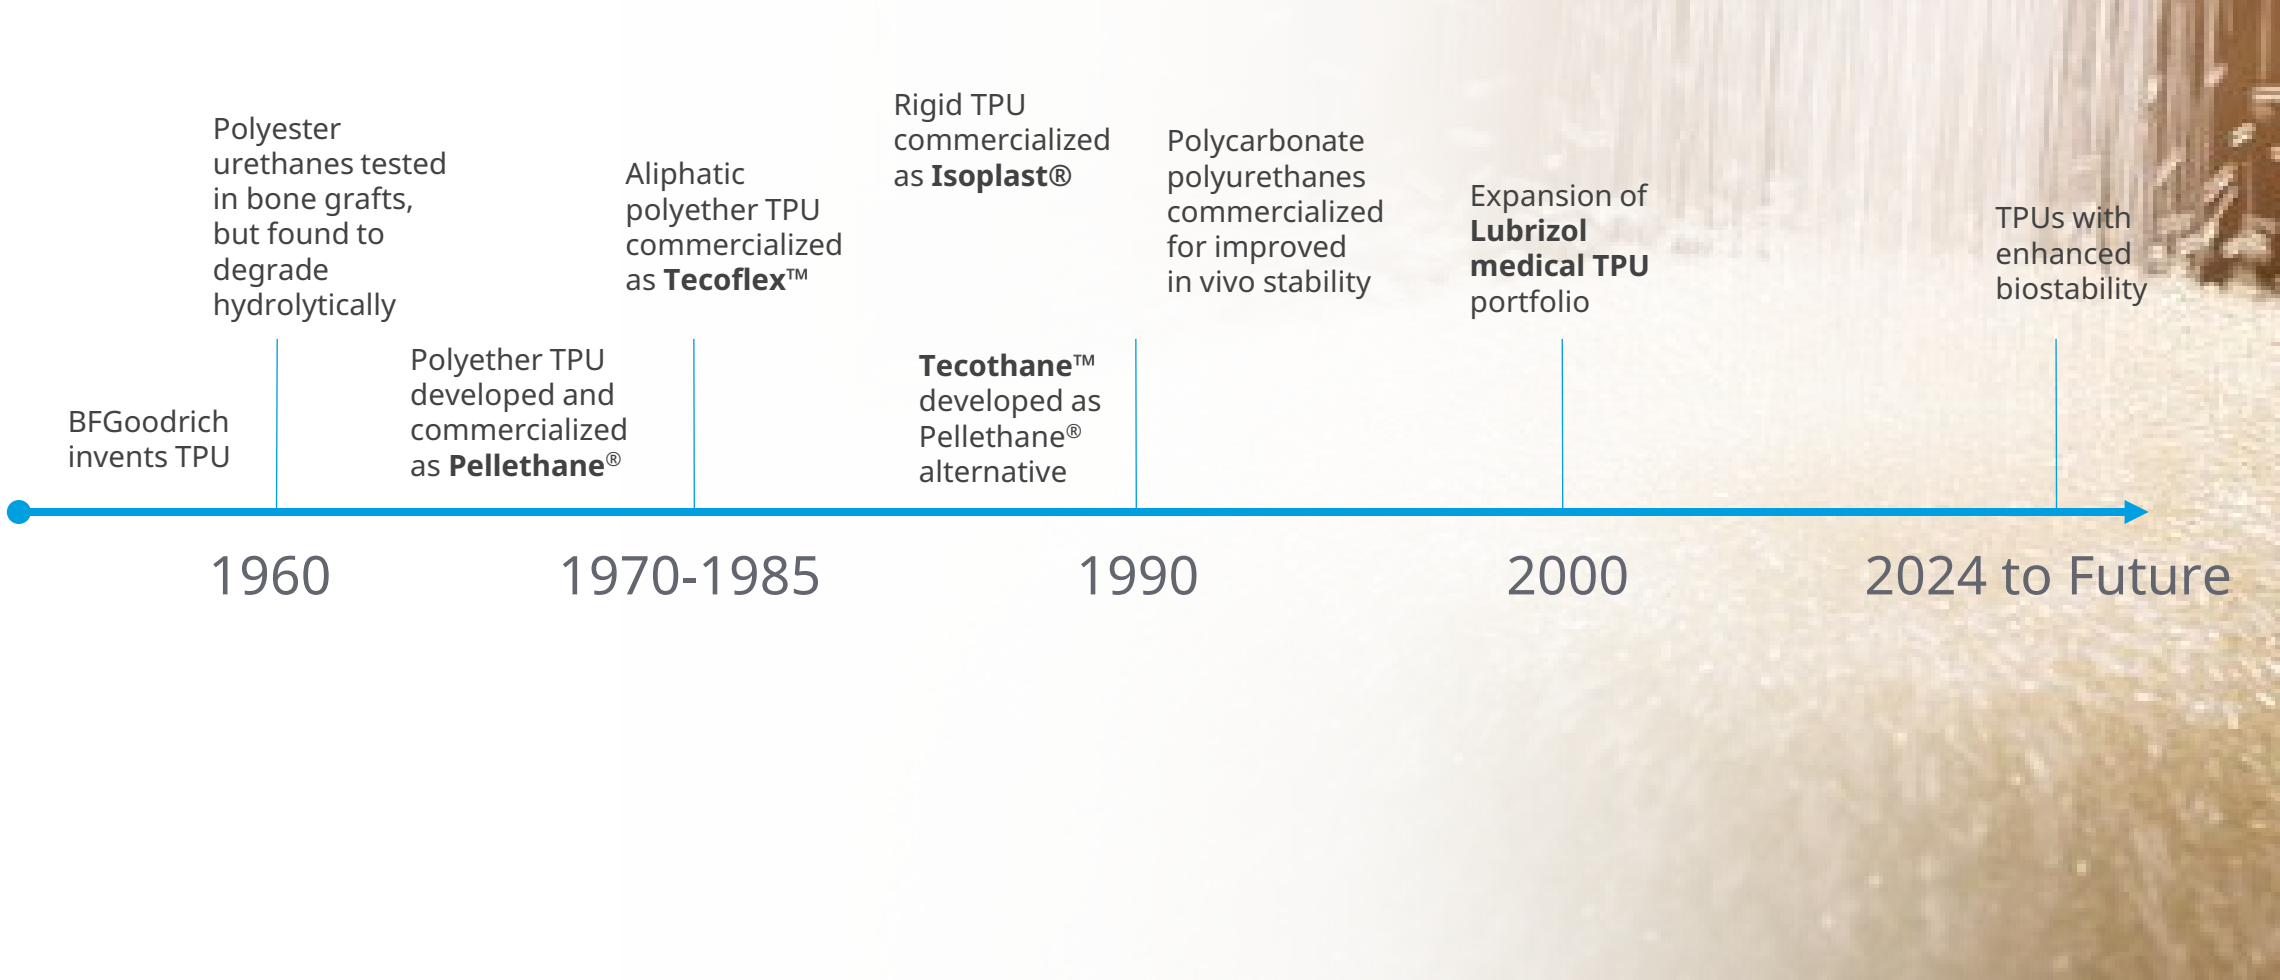 BFGoodrich
invents TPU
Polyester
urethanes tested
in bone grafts,
but found to
degrade
hydrolytically
Polyether TPU
developed and
commercialized
as Pellethane®
Aliphatic
polyether TPU
commercialized
as Tecoflex™
Rigid TPU
commercialized
as Isoplast®
Tecothane™
developed as
Pellethane®
alternative
Polycarbonate
polyurethanes
commercialized
for improved
in vivo stability
Expansion of
Lubrizol
medical TPU
portfolio
TPUs with
enhanced
biostability
1960
1970-1985
1990
2000
2024 to Future